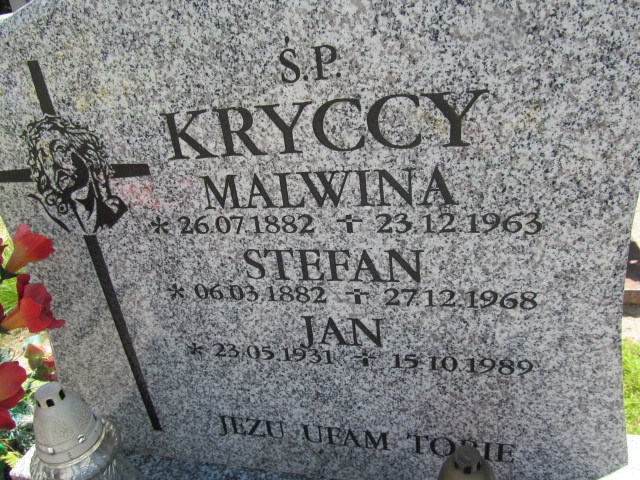 Ś.P.
KRYCCY
MALWINA
* 26.07.1882 ✝ 23.12.1963
STEFAN
* 06.03.1882 ✝ 27.12.1968
JAN
* 23.05.1931 ✝ 15.10.1989
JEZU UFAM TOBIE